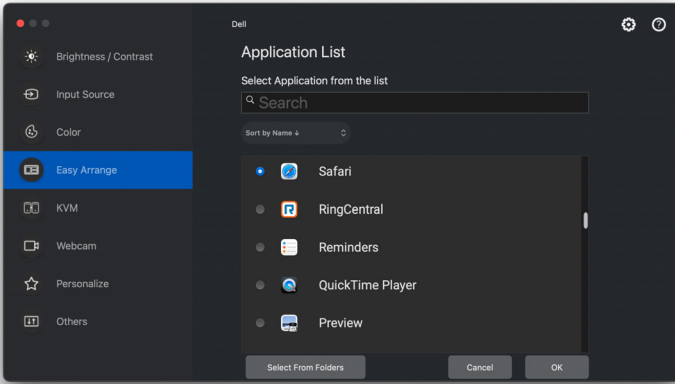 Dell
Brightness / Contrast
Input Source
Color
Easy Arrange
KVM
Webcam
Personalize
Others
Application List
Select Application from the list
Search
Sort by Name ↓
Safari
RingCentral
Reminders
QuickTime Player
Preview
Select From Folders
Cancel
OK